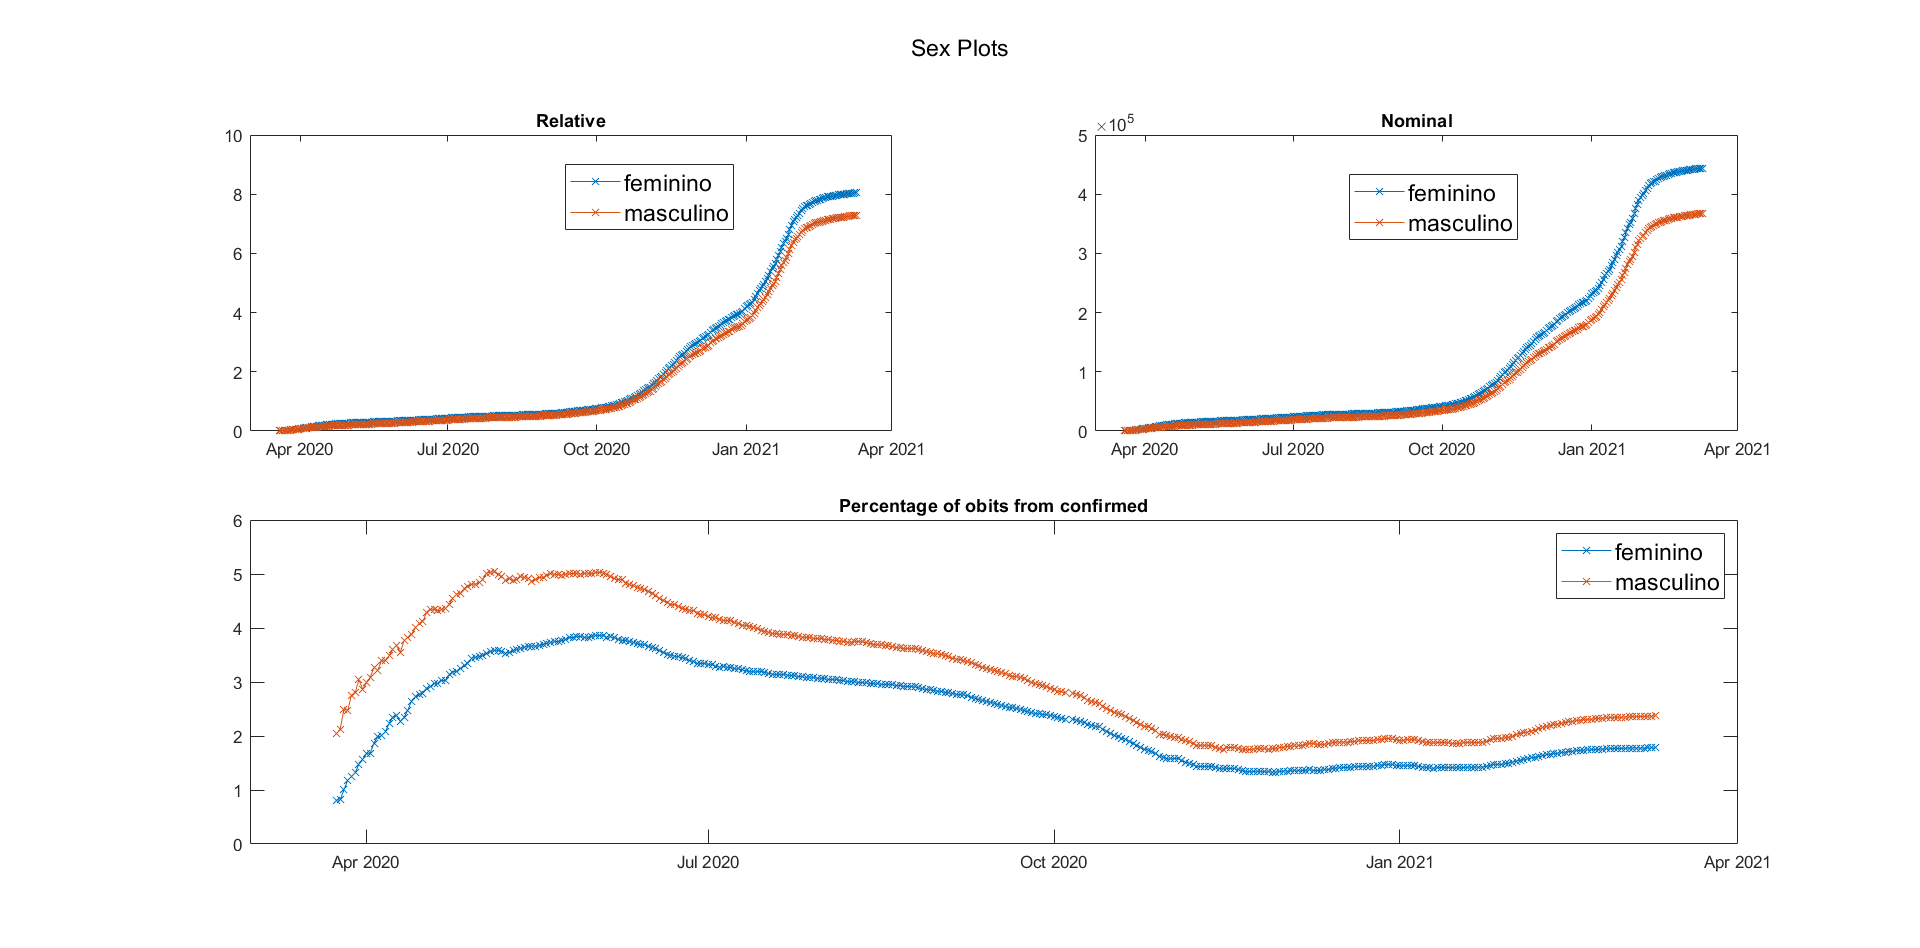 Sex Plots
Relative
10
8
6
4
2
0
feminino
masculino
Apr 2020 Jul 2020 Oct 2020 Jan 2021 Apr 2021
Nominal
×10^5
5
4
3
2
1
0
feminino
masculino
Apr 2020 Jul 2020 Oct 2020 Jan 2021 Apr 2021
Percentage of obits from confirmed
6
5
4
3
2
1
0
feminino
masculino
Apr 2020 Jul 2020 Oct 2020 Jan 2021 Apr 2021